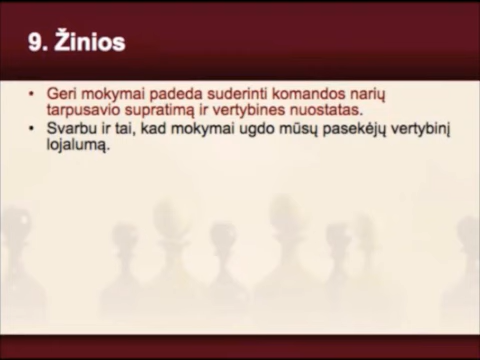 9. Žinios
• Geri mokymai padeda suderinti komandos narių
tarpusavio supratimą ir vertybines nuostatas.
• Svarbu ir tai, kad mokymai ugdo mūsų pasekėjų vertybinį
lojalumą.